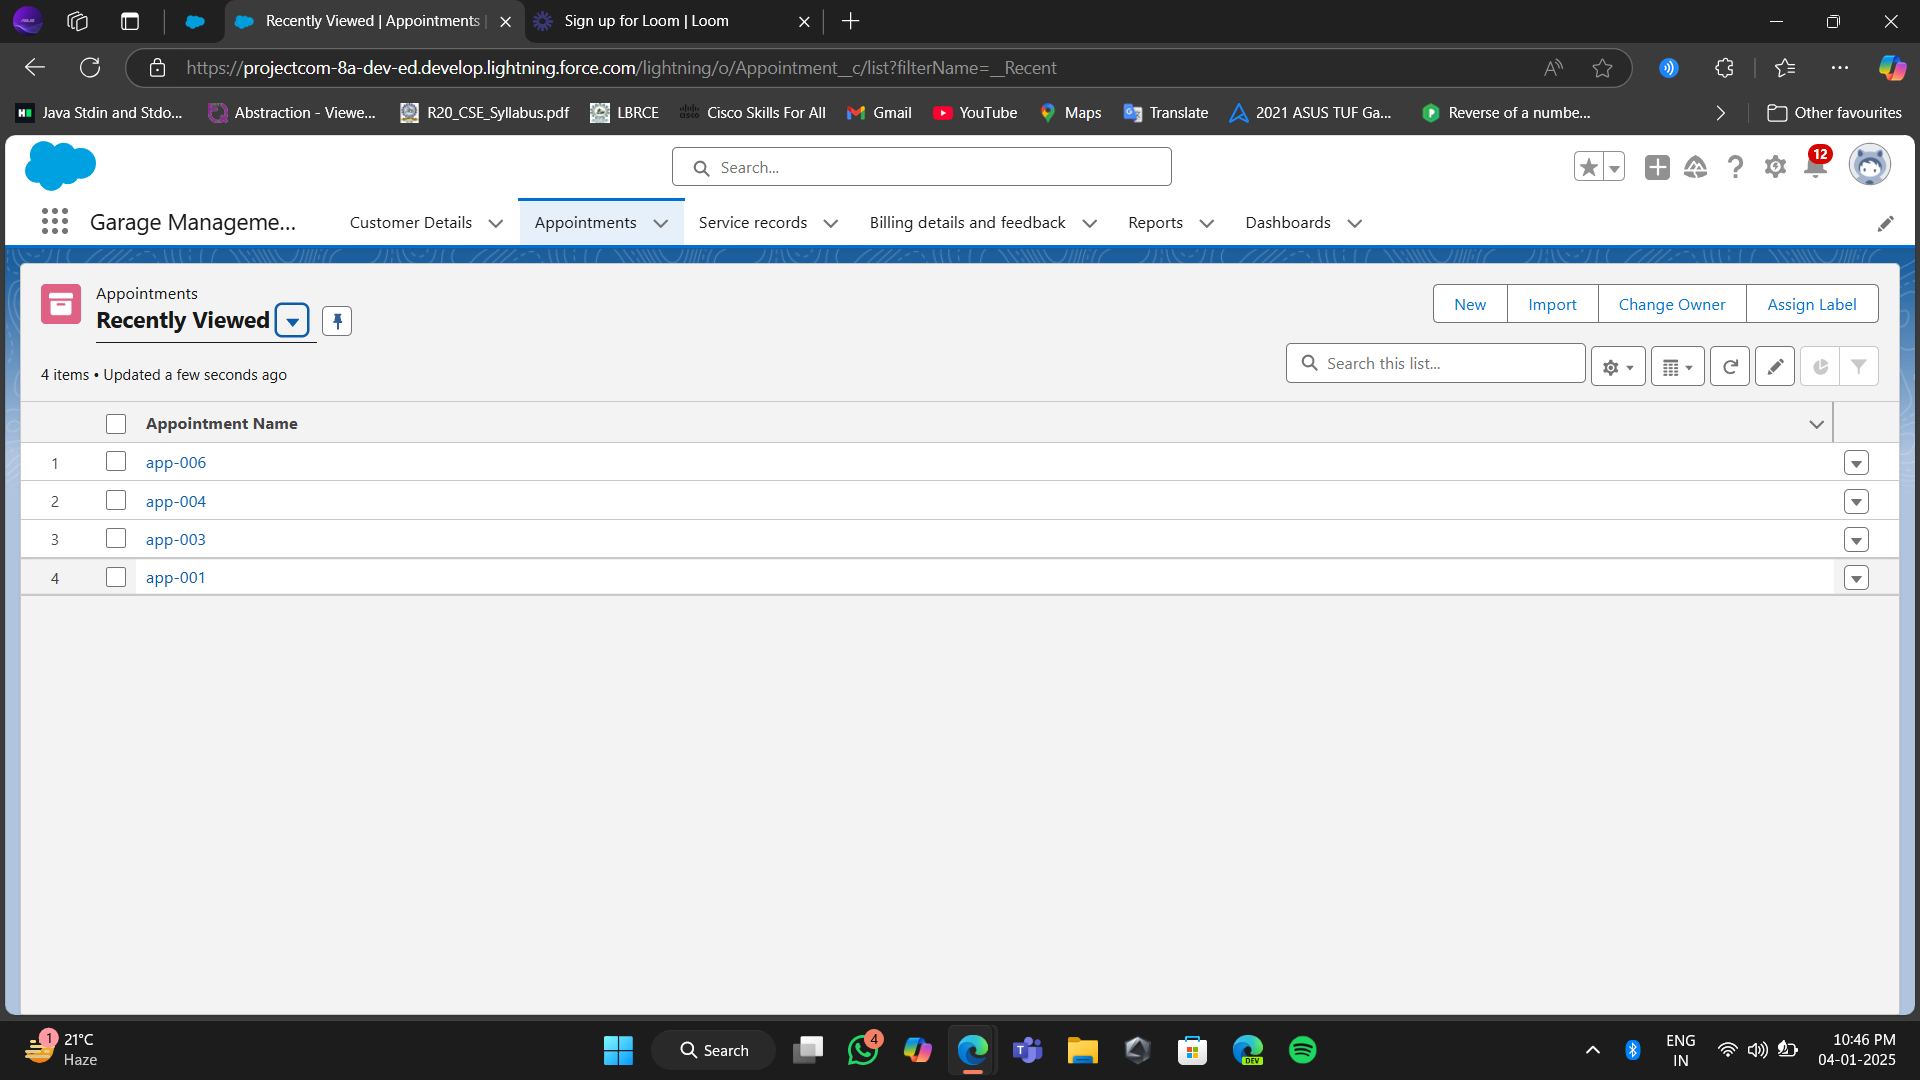 Recently Viewed | Appointments |
Sign up for Loom | Loom
https://projectcom-8a-dev-ed.develop.lightning.force.com/lightning/o/Appointment__c/list?filterName=__Recent
Java Stdin and Stdo...
Abstraction - Viewe...
R20_CSE_Syllabus.pdf
LBRCE
Cisco Skills For All
Gmail
YouTube
Maps
Translate
2021 ASUS TUF Ga...
Reverse of a numbe...
Other favourites
Search...
12
Garage Manageme...
Customer Details
Appointments
Service records
Billing details and feedback
Reports
Dashboards
Appointments
Recently Viewed
New
Import
Change Owner
Assign Label
4 items • Updated a few seconds ago
Search this list...
Appointment Name
1 app-006
2 app-004
3 app-003
4 app-001
1
21°C
Haze
Search
4
DEV
ENG
IN
10:46 PM
04-01-2025